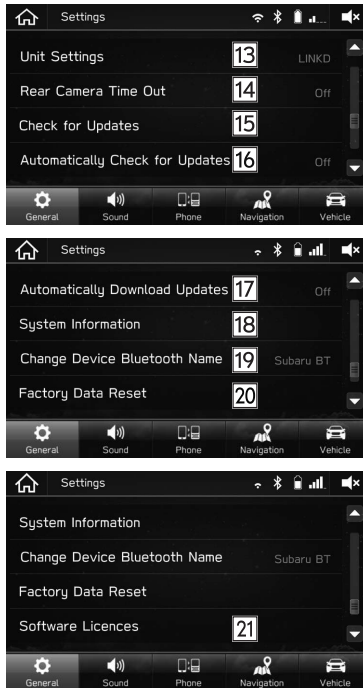 Settings
Unit Settings 13 LINKD
Rear Camera Time Out 14 Off
Check for Updates 15
Automatically Check for Updates 16 Off
General Sound Phone Navigation Vehicle
Settings
Automatically Download Updates 17 Off
System Information 18
Change Device Bluetooth Name 19 Subaru BT
Factory Data Reset 20
General Sound Phone Navigation Vehicle
Settings
System Information
Change Device Bluetooth Name Subaru BT
Factory Data Reset
Software Licences 21
General Sound Phone Navigation Vehicle